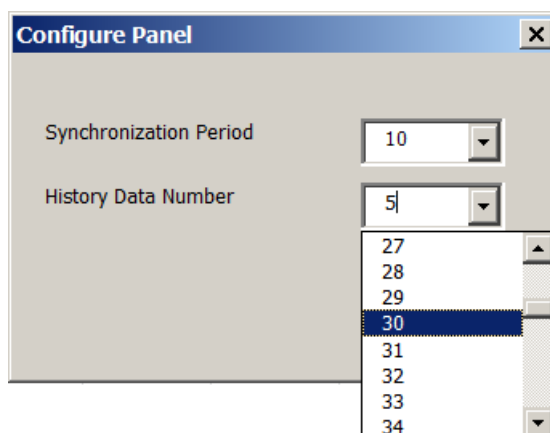 Configure Panel
Synchronization Period 10
History Data Number 5
27
28
29
30
31
32
33
34